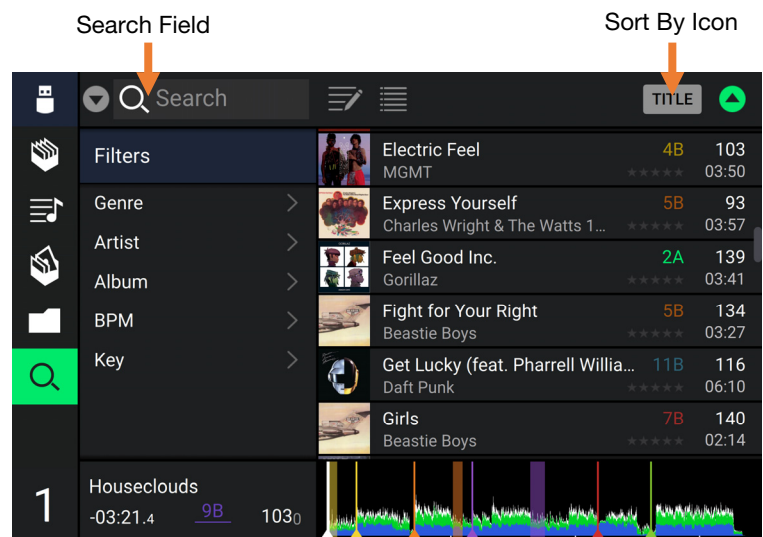 Search Field
Sort By Icon
Search
TITLE
Filters
Genre
Artist
Album
BPM
Key
Electric Feel 4B 103
MGMT 03:50
Express Yourself 5B 93
Charles Wright & The Watts 1... 03:57
Feel Good Inc. 2A 139
Gorillaz 03:41
Fight for Your Right 5B 134
Beastie Boys 03:27
Get Lucky (feat. Pharrell Willia... 11B 116
Daft Punk 06:10
Girls 7B 140
Beastie Boys 02:14
1
Houseclouds
-03:21.4 9B 1030